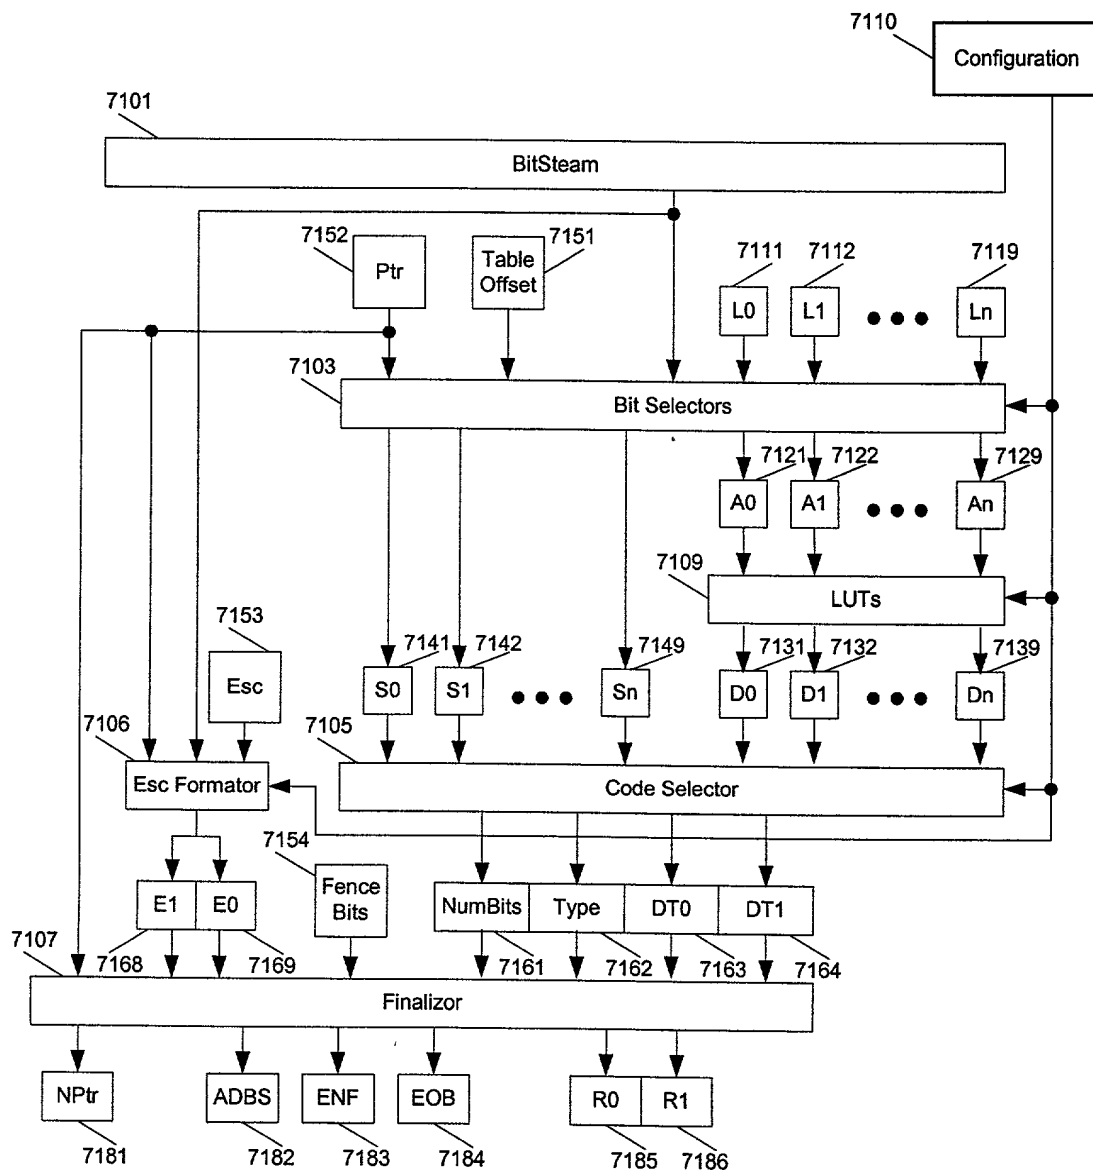 7110
Configuration
7101
BitSteam
7152
Ptr
7151
Table
Offset
7111
L0
7112
L1
7119
Ln
7103
Bit Selectors
7121
A0
7122
A1
7129
An
7109
LUTs
7153
Esc
7141
S0
7142
S1
7149
Sn
7131
D0
7132
D1
7139
Dn
7106
Esc Formator
7105
Code Selector
7154
Fence
Bits
E1
E0
NumBits
Type
DT0
DT1
7107
7168
7169
7161
7162
7163
7164
Finalizor
NPtr
ADBS
ENF
EOB
R0
R1
7181
7182
7183
7184
7185
7186